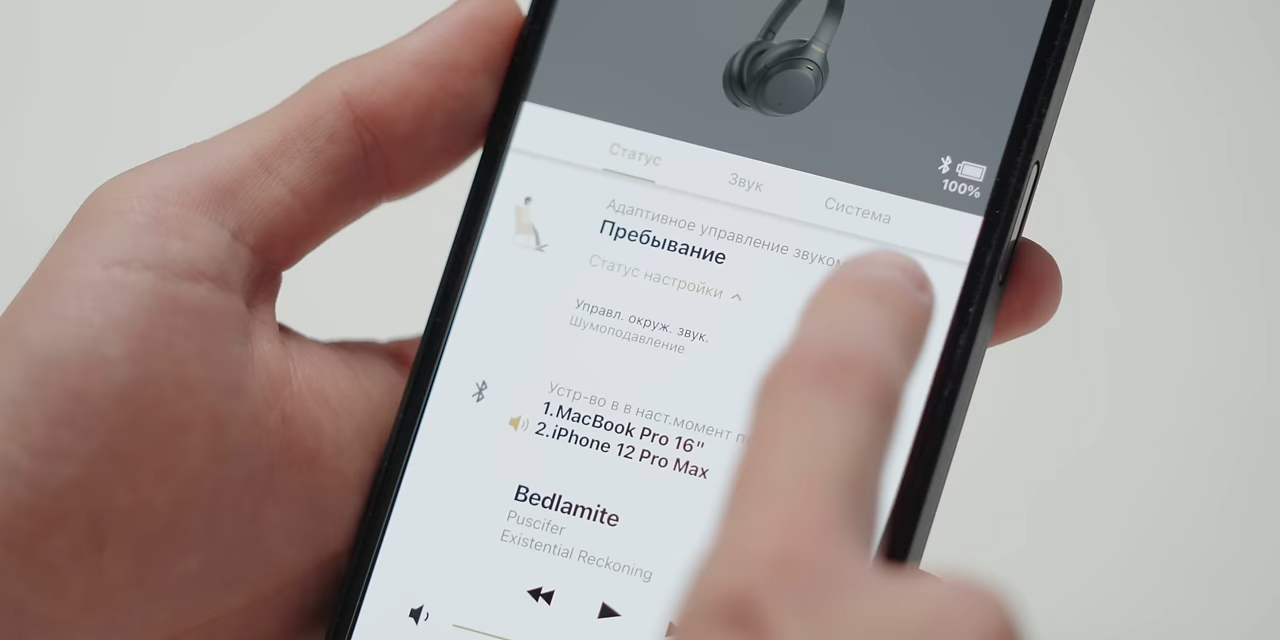 100%
Статус
Звук
Система
Адаптивное управление звуком
Пребывание
Статус настройки
Управл. окруж. звук.
Шумоподавление
Устр-во в в наст.момент
1.MacBook Pro 16"
2.iPhone 12 Pro Max
Bedlamite
Puscifer
Existential Reckoning